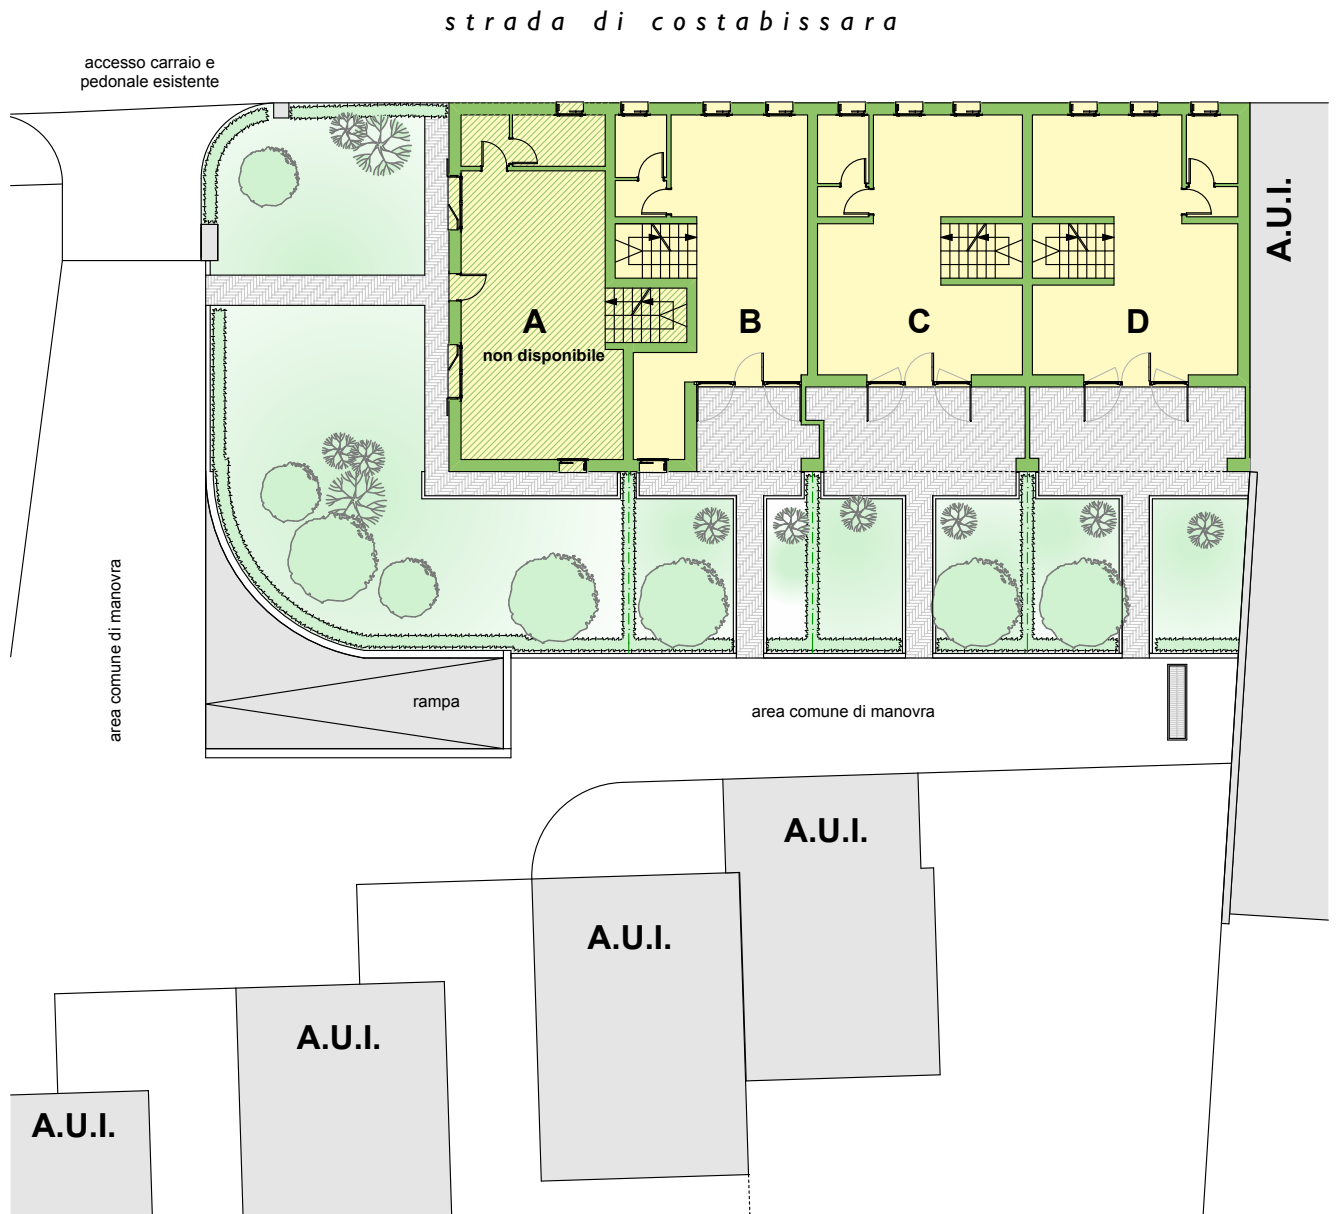 strada di costabissara
accesso carraio e
pedonale esistente
A.U.I.
A
non disponibile
B
C
D
area comune di manovra
rampa
area comune di manovra
A.U.I.
A.U.I.
A.U.I.
A.U.I.